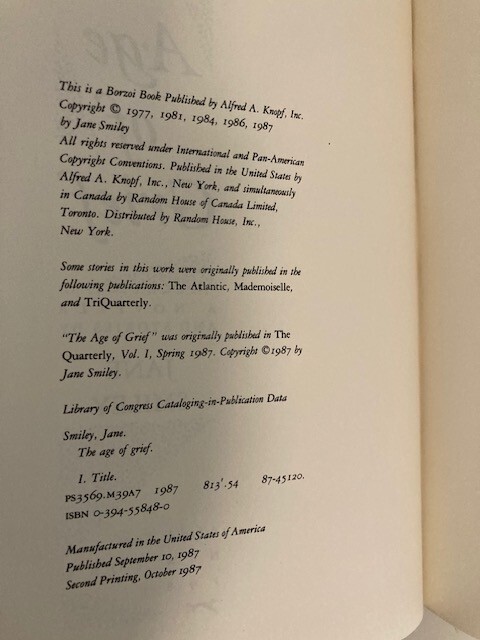 This is a Borzoi Book Published by Alfred A. Knopf, Inc.
Copyright © 1977, 1981, 1984, 1986, 1987
by Jane Smiley
All rights reserved under International and Pan-American
Copyright Conventions. Published in the United States by
Alfred A. Knopf, Inc., New York, and simultaneously
in Canada by Random House of Canada Limited,
Toronto. Distributed by Random House, Inc.,
New York.
Some stories in this work were originally published in the
following publications: The Atlantic, Mademoiselle,
and TriQuarterly.
"The Age of Grief" was originally published in The
Quarterly, Vol. 1, Spring 1987. Copyright © 1987 by
Jane Smiley.
Library of Congress Cataloging-in-Publication Data
Smiley, Jane.
The age of grief.
I. Title.
PS3569.M39A7 1987 813'.54 87-45120.
ISBN 0-394-55848-0
Manufactured in the United States of America
Published September 10, 1987
Second Printing, October 1987